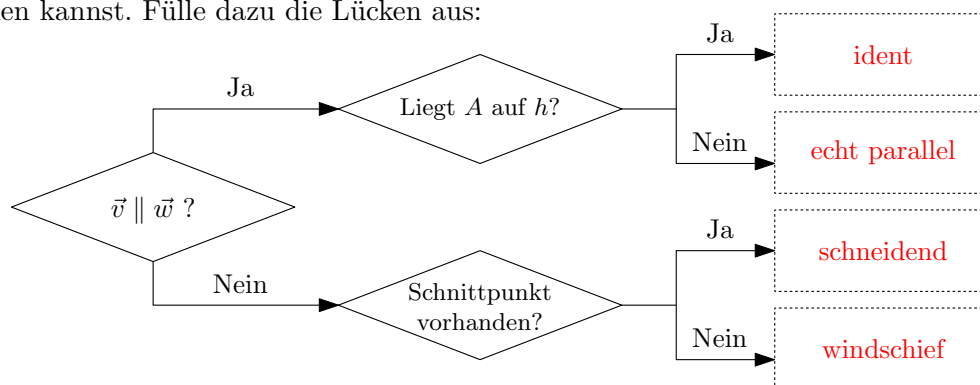 en kannst. Fülle dazu die Lücken aus:
Ja
Liegt A auf h?
Ja
ident
Nein
echt parallel
v⃗ ∥ w⃗ ?
Nein
Schnittpunkt
vorhanden?
Ja
schneidend
Nein
windschief